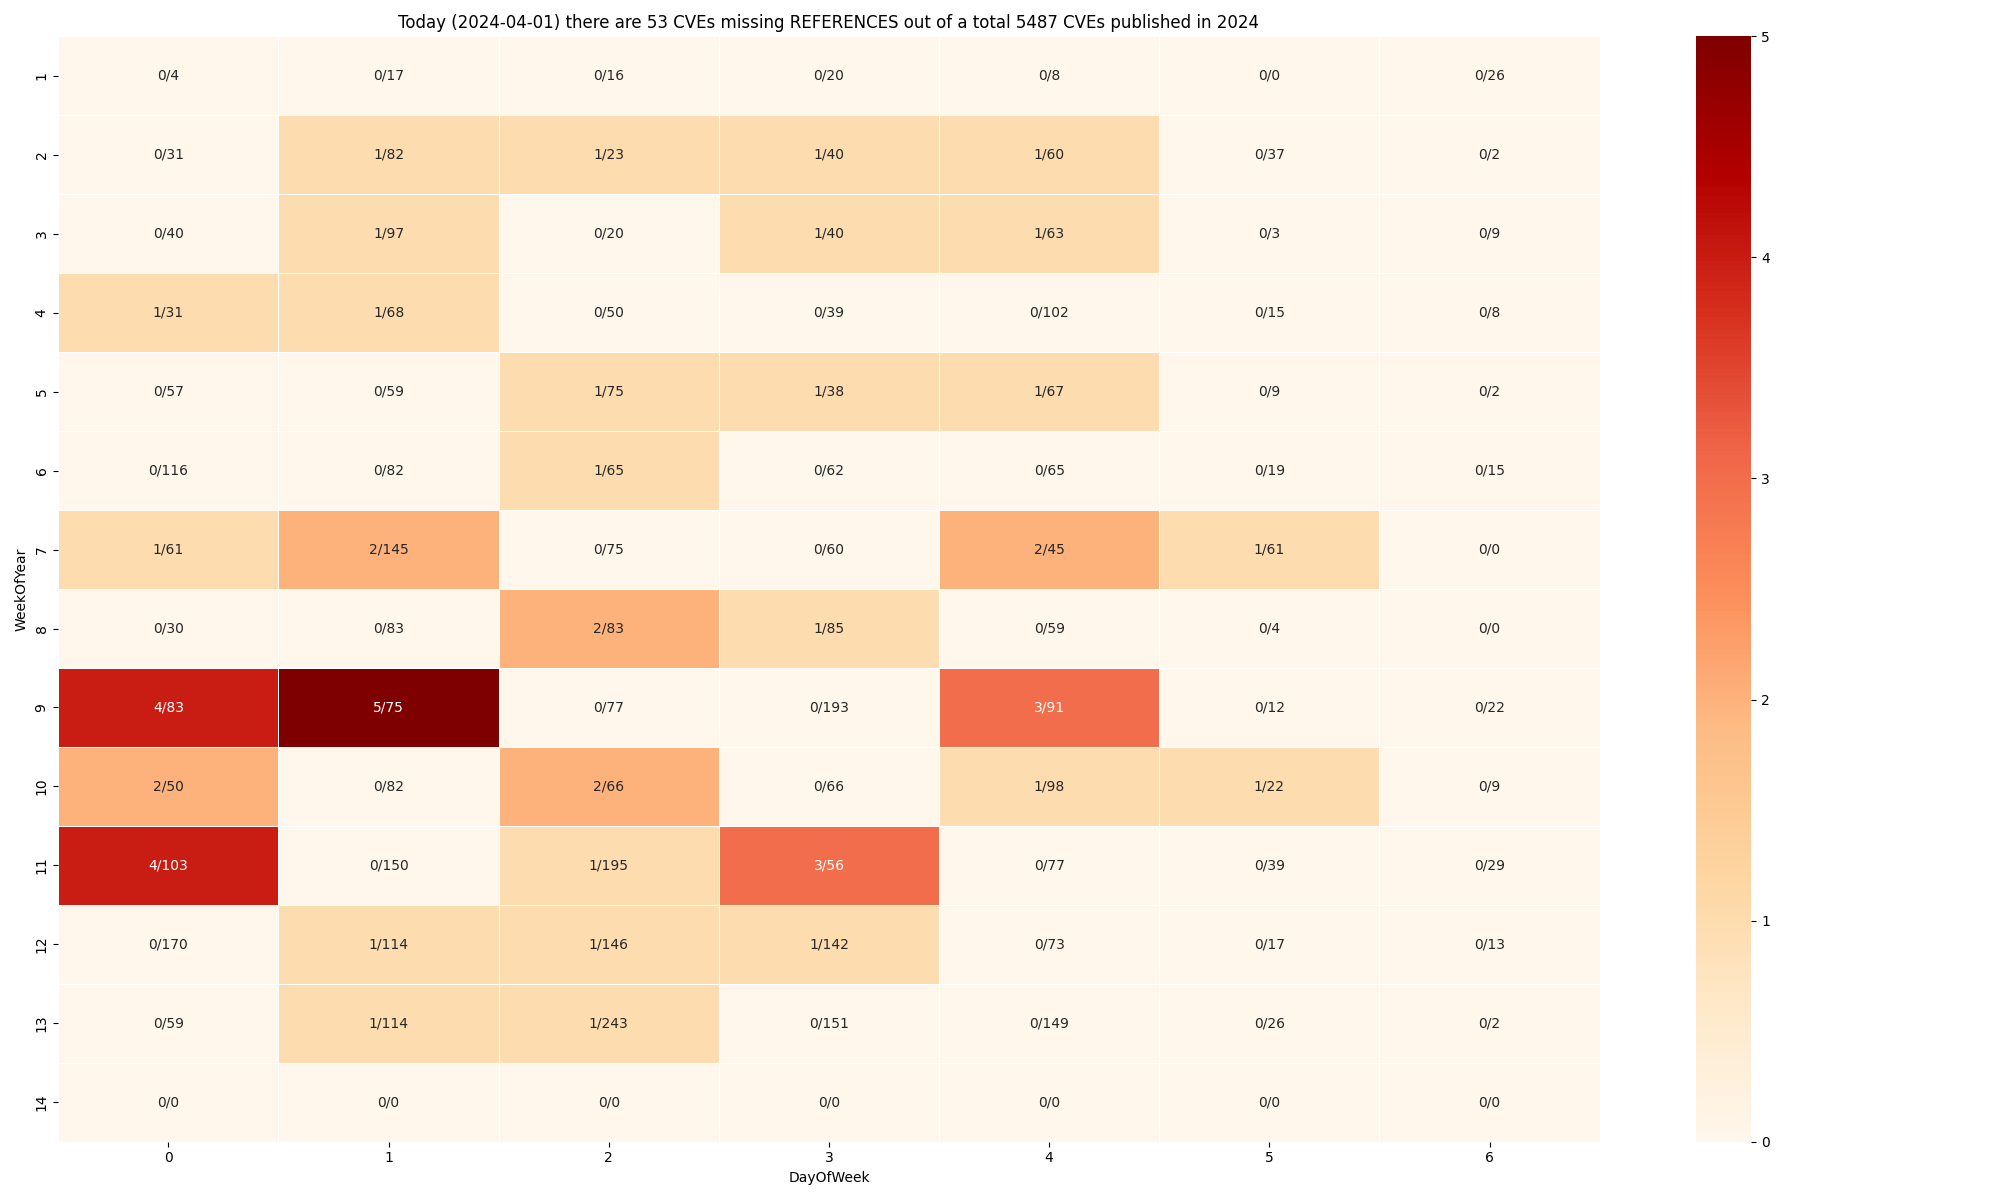 Today (2024-04-01) there are 53 CVEs missing REFERENCES out of a total 5487 CVEs published in 2024
WeekOfYear
1 0/4 0/17 0/16 0/20 0/8 0/0 0/26
2 0/31 1/82 1/23 1/40 1/60 0/37 0/2
3 0/40 1/97 0/20 1/40 1/63 0/3 0/9
4 1/31 1/68 0/50 0/39 0/102 0/15 0/8
5 0/57 0/59 1/75 1/38 1/67 0/9 0/2
6 0/116 0/82 1/65 0/62 0/65 0/19 0/15
7 1/61 2/145 0/75 0/60 2/45 1/61 0/0
8 0/30 0/83 2/83 1/85 0/59 0/4 0/0
9 4/83 5/75 0/77 0/193 3/91 0/12 0/22
10 2/50 0/82 2/66 0/66 1/98 1/22 0/9
11 4/103 0/150 1/195 3/56 0/77 0/39 0/29
12 0/170 1/114 1/146 1/142 0/73 0/17 0/13
13 0/59 1/114 1/243 0/151 0/149 0/26 0/2
14 0/0 0/0 0/0 0/0 0/0 0/0 0/0
0 1 2 3 4 5 6
DayOfWeek
5
4
3
2
1
0